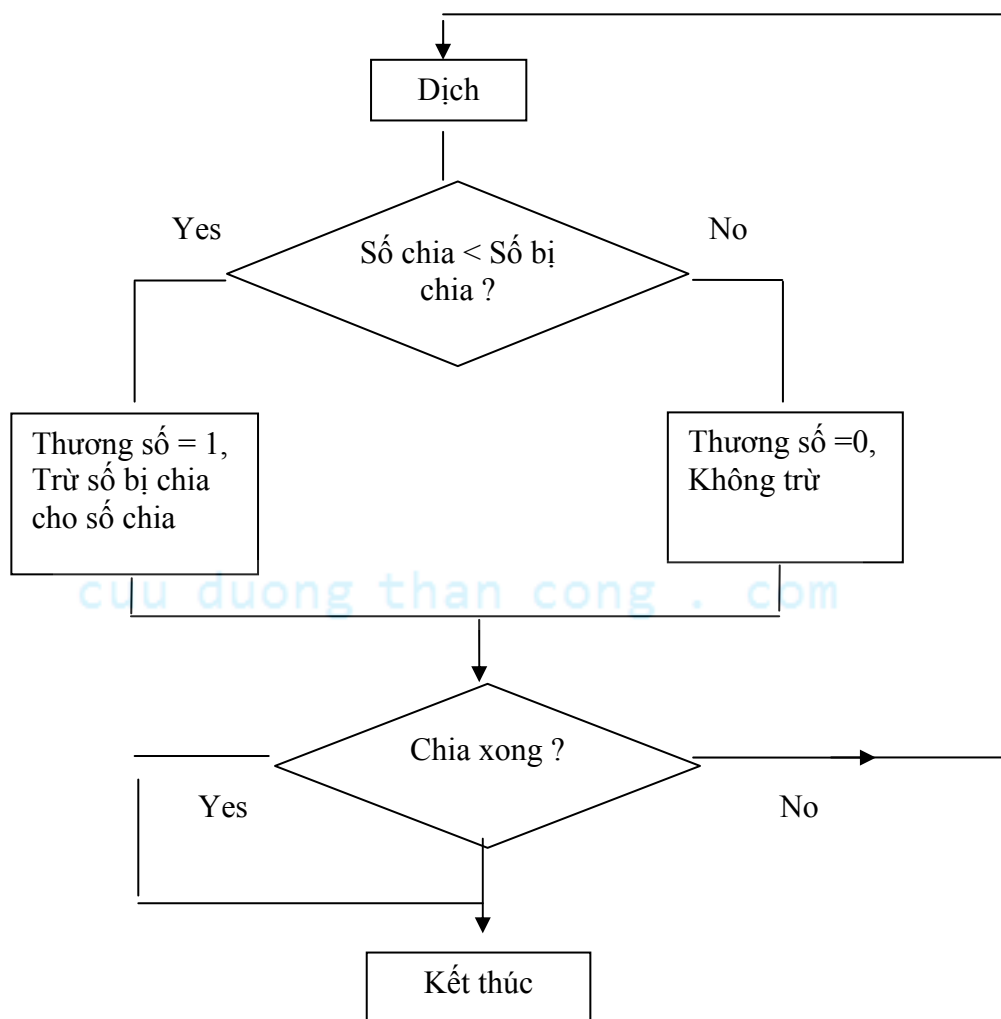 Dịch
Yes
No
Số chia < Số bị
chia ?
Thương số = 1,
Trừ số bị chia
cho số chia
Thương số =0,
Không trừ
cuu duong than cong . com
Chia xong ?
Yes
No
Kết thúc